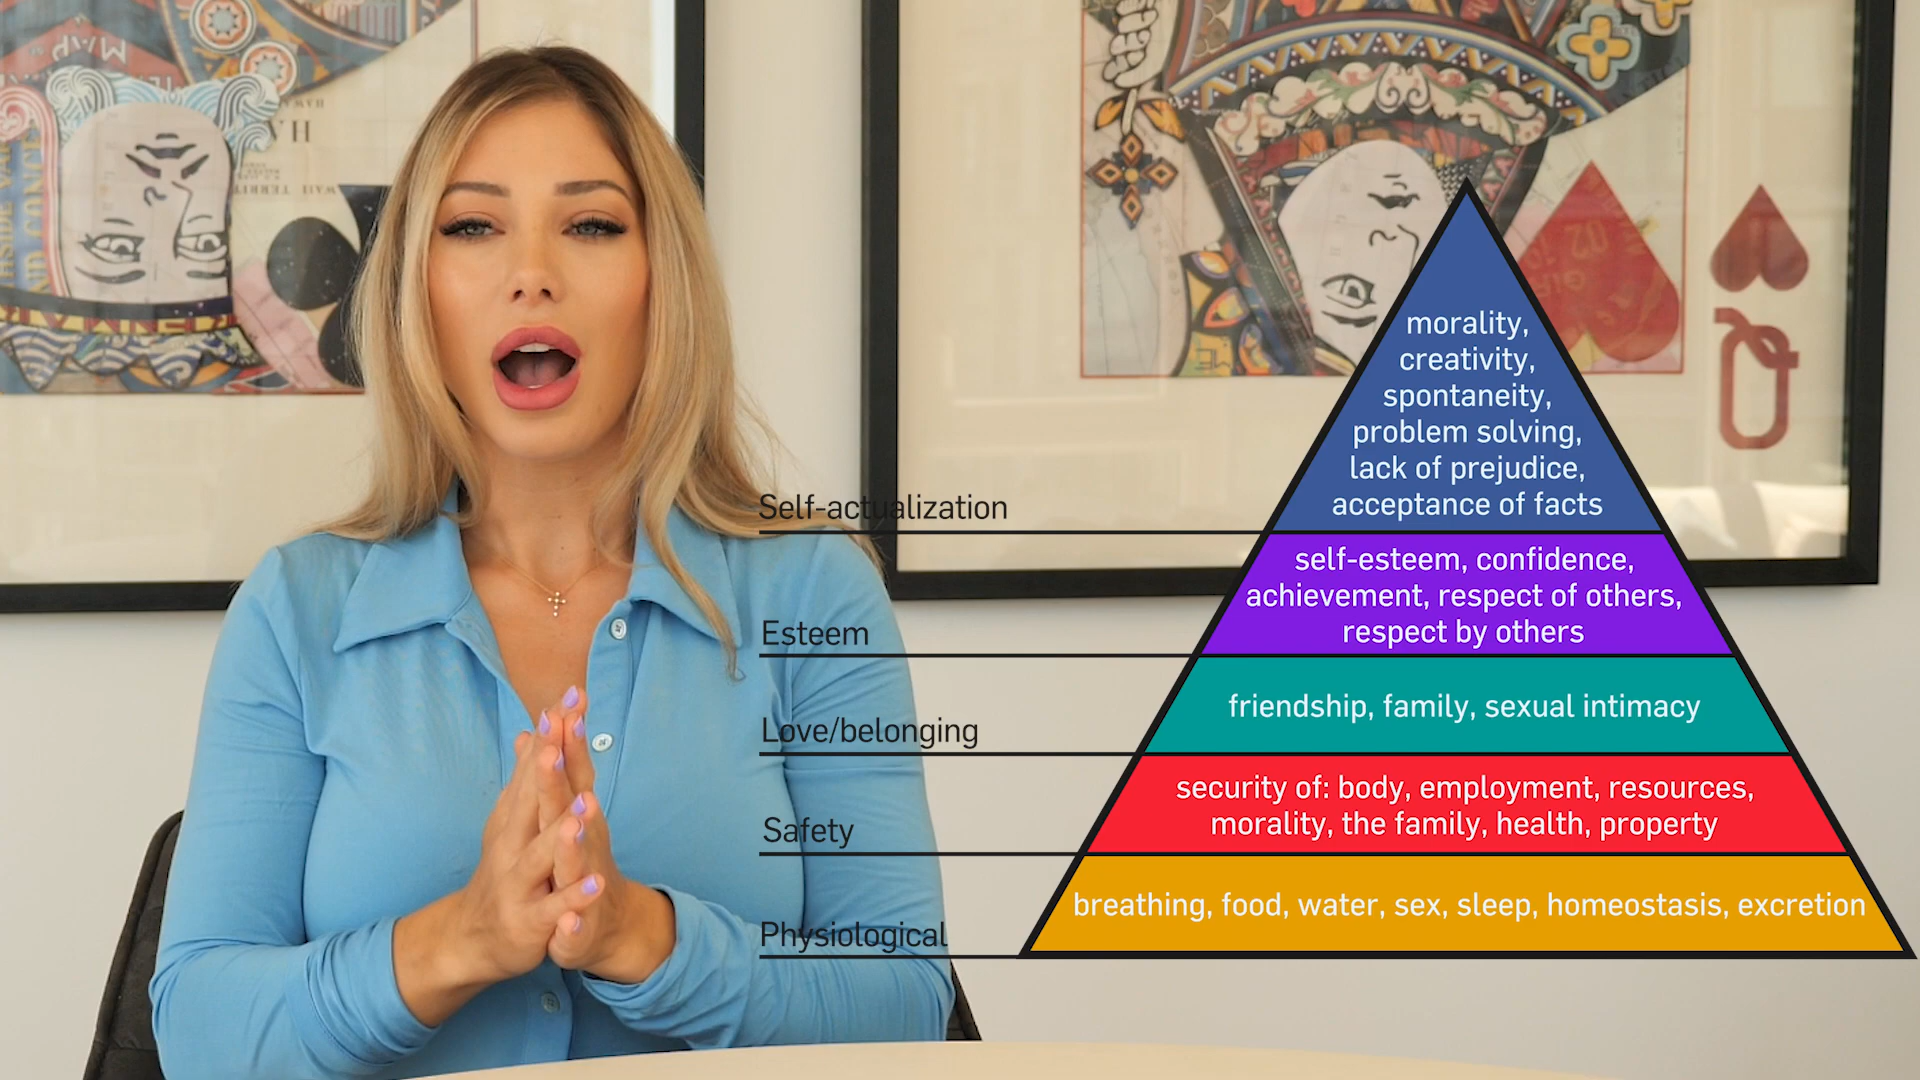 MAP
HA
Q
morality,
creativity,
spontaneity,
problem solving,
lack of prejudice,
acceptance of facts
Self-actualization
self-esteem, confidence,
achievement, respect of others,
respect by others
Esteem
friendship, family, sexual intimacy
Love/belonging
security of: body, employment, resources,
morality, the family, health, property
Safety
breathing, food, water, sex, sleep, homeostasis, excretion
Physiological